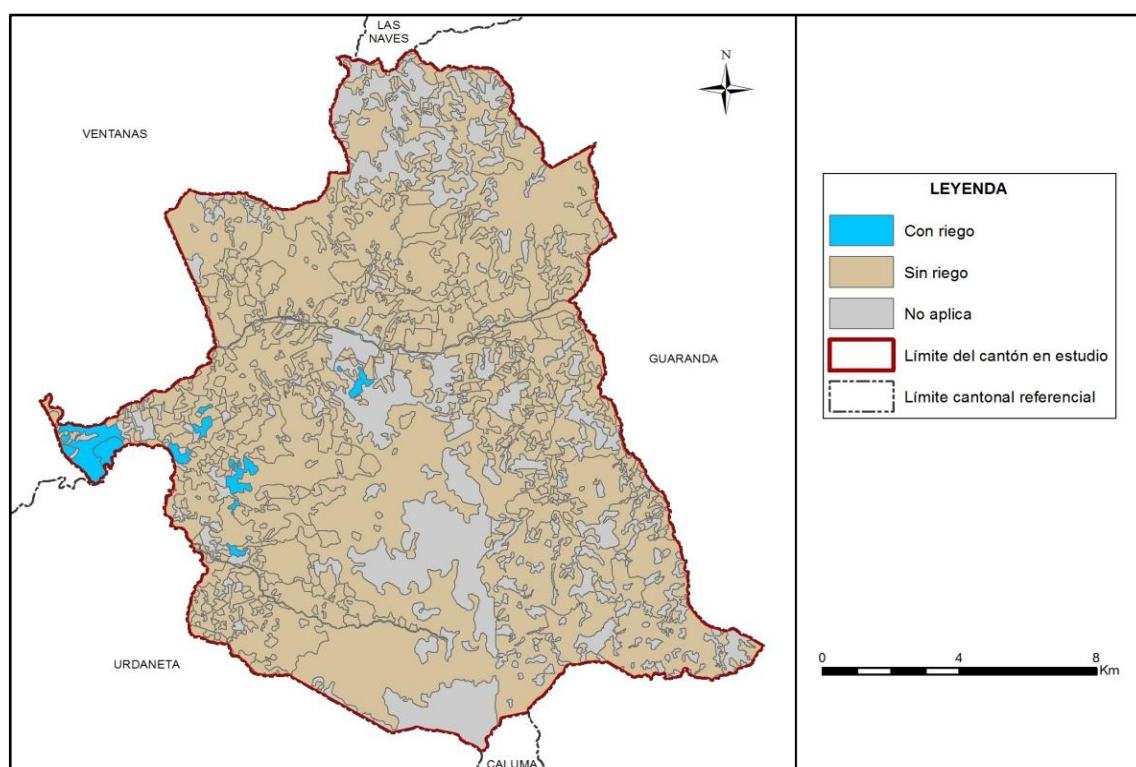 LAS
NAVES
N
VENTANAS
GUARANDA
URDANETA
CALUMA
LEYENDA
Con riego
Sin riego
No aplica
Límite del cantón en estudio
Límite cantonal referencial
0 4 8
Km